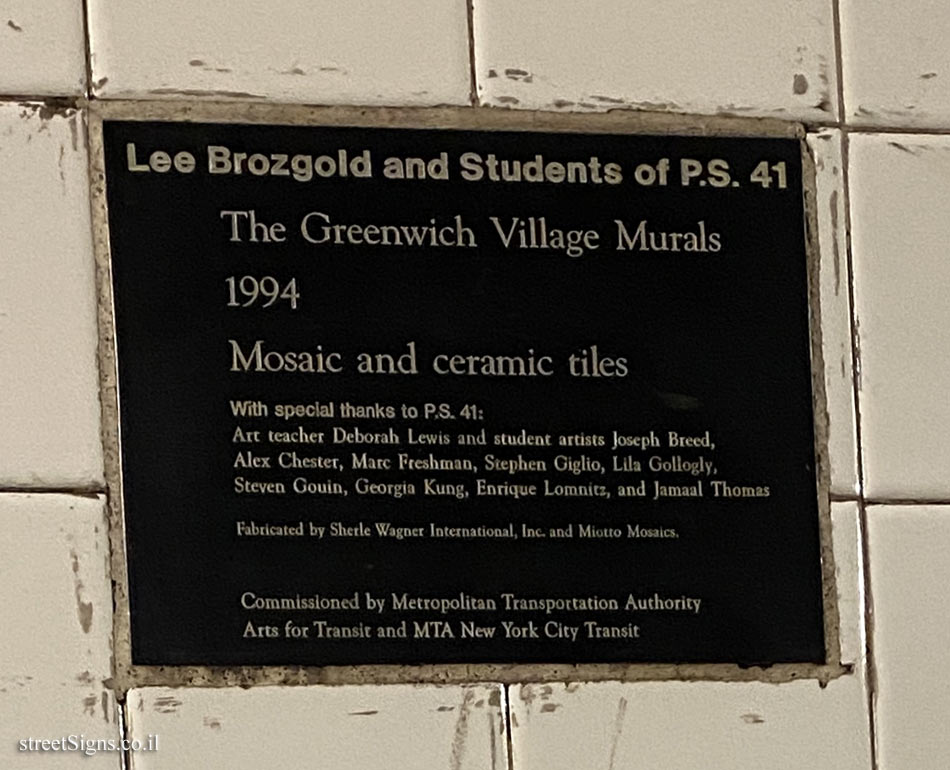 Lee Brozgold and Students of P.S. 41
The Greenwich Village Murals
1994
Mosaic and ceramic tiles
With special thanks to P.S. 41:
Art teacher Deborah Lewis and student artists Joseph Breed,
Alex Chester, Marc Freshman, Stephen Giglio, Lila Gollogly,
Steven Gouin, Georgia Kung, Enrique Lomnitz, and Jamaal Thomas
Fabricated by Sherle Wagner International, Inc. and Miotto Mosaics.
Commissioned by Metropolitan Transportation Authority
Arts for Transit and MTA New York City Transit
streetSigns.co.il